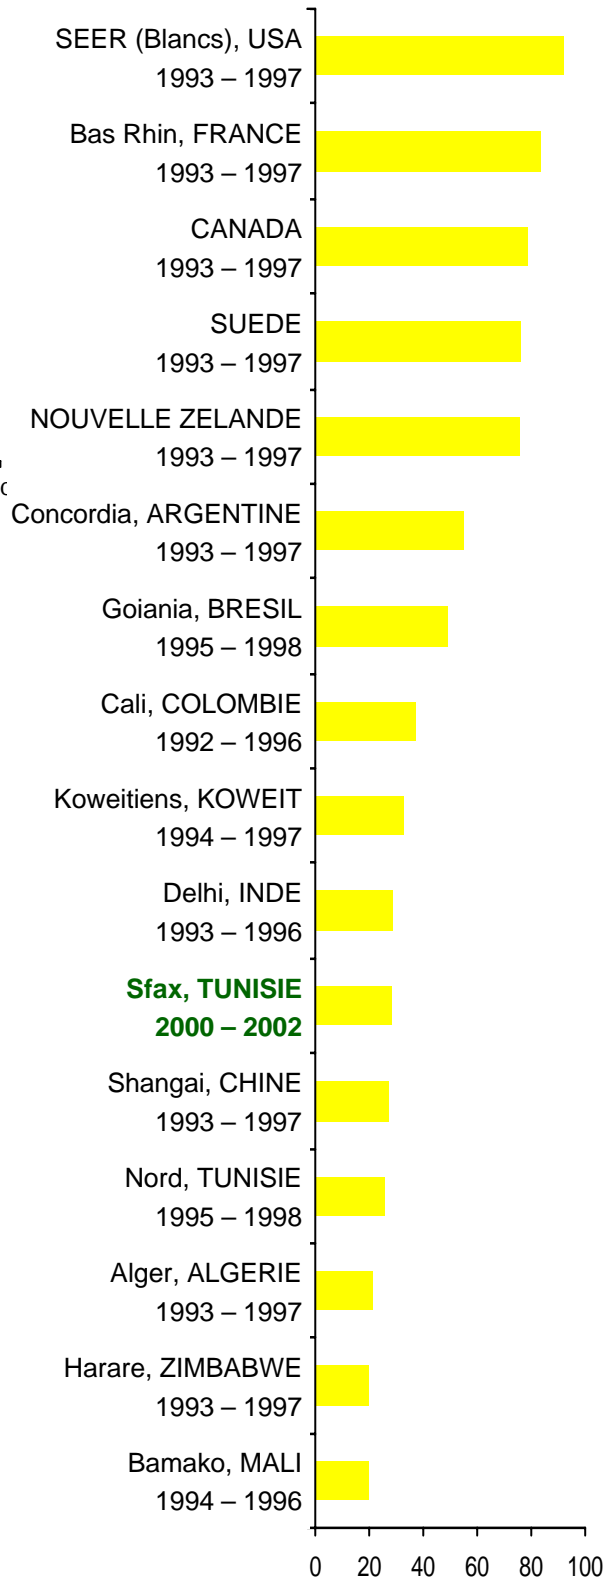 SEER (Blancs), USA
1993 – 1997
Bas Rhin, FRANCE
1993 – 1997
CANADA
1993 – 1997
SUEDE
1993 – 1997
NOUVELLE ZELANDE
1993 – 1997
Concordia, ARGENTINE
1993 – 1997
Goiania, BRESIL
1995 – 1998
Cali, COLOMBIE
1992 – 1996
Koweitiens, KOWEIT
1994 – 1997
Delhi, INDE
1993 – 1996
Sfax, TUNISIE
2000 – 2002
Shangai, CHINE
1993 – 1997
Nord, TUNISIE
1995 – 1998
Alger, ALGERIE
1993 – 1997
Harare, ZIMBABWE
1993 – 1997
Bamako, MALI
1994 – 1996
0 20 40 60 80 100